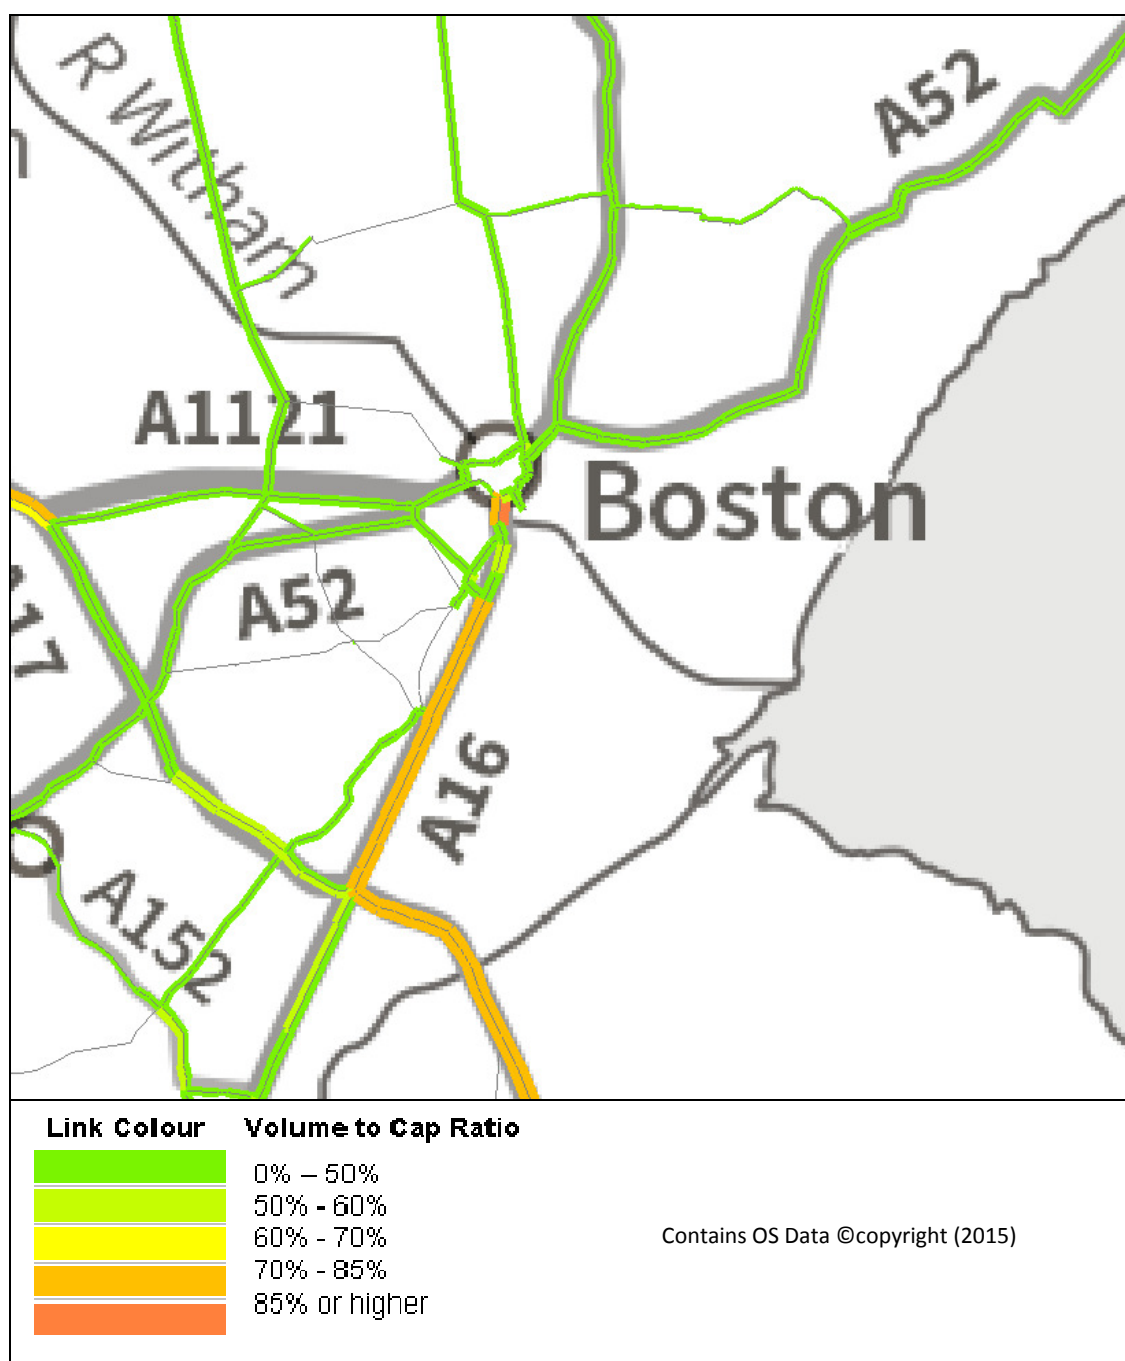 R Witham
A52
A1121
Boston
A52
A17
A16
A152
Link Colour Volume to Cap Ratio
0% – 50%
50% - 60%
60% - 70%
70% - 85%
85% or higher
Contains OS Data ©copyright (2015)